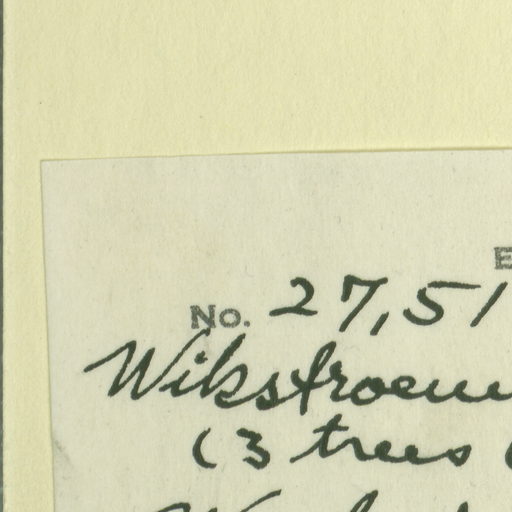 No. 27,51
Wikstroem
(3 trees